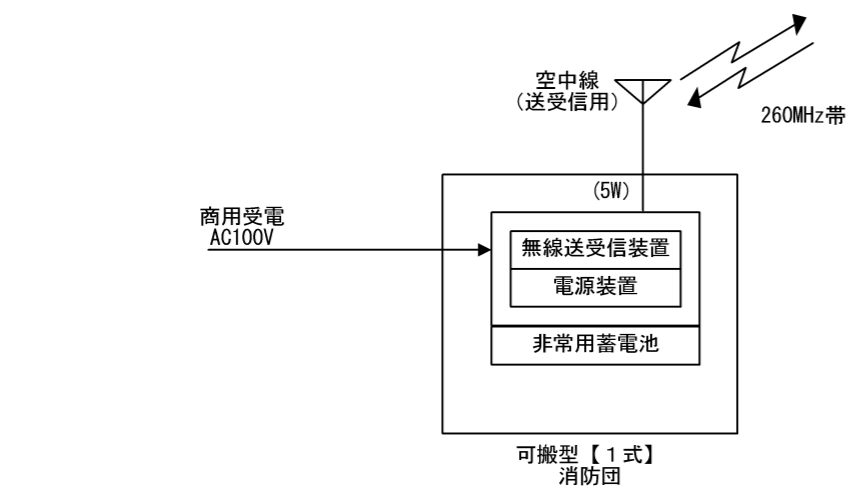 空中線
（送受信用）
260MHz帯
(5W)
商用受電
AC100V
無線送受信装置
電源装置
非常用蓄電池
可搬型【１式】
消防団